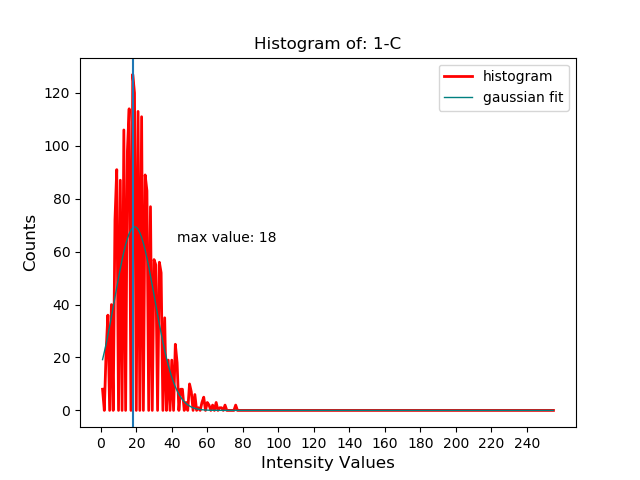 Histogram of: 1-C
histogram
gaussian fit
max value: 18
Counts
120
100
80
60
40
20
0
0 20 40 60 80 100 120 140 160 180 200 220 240
Intensity Values